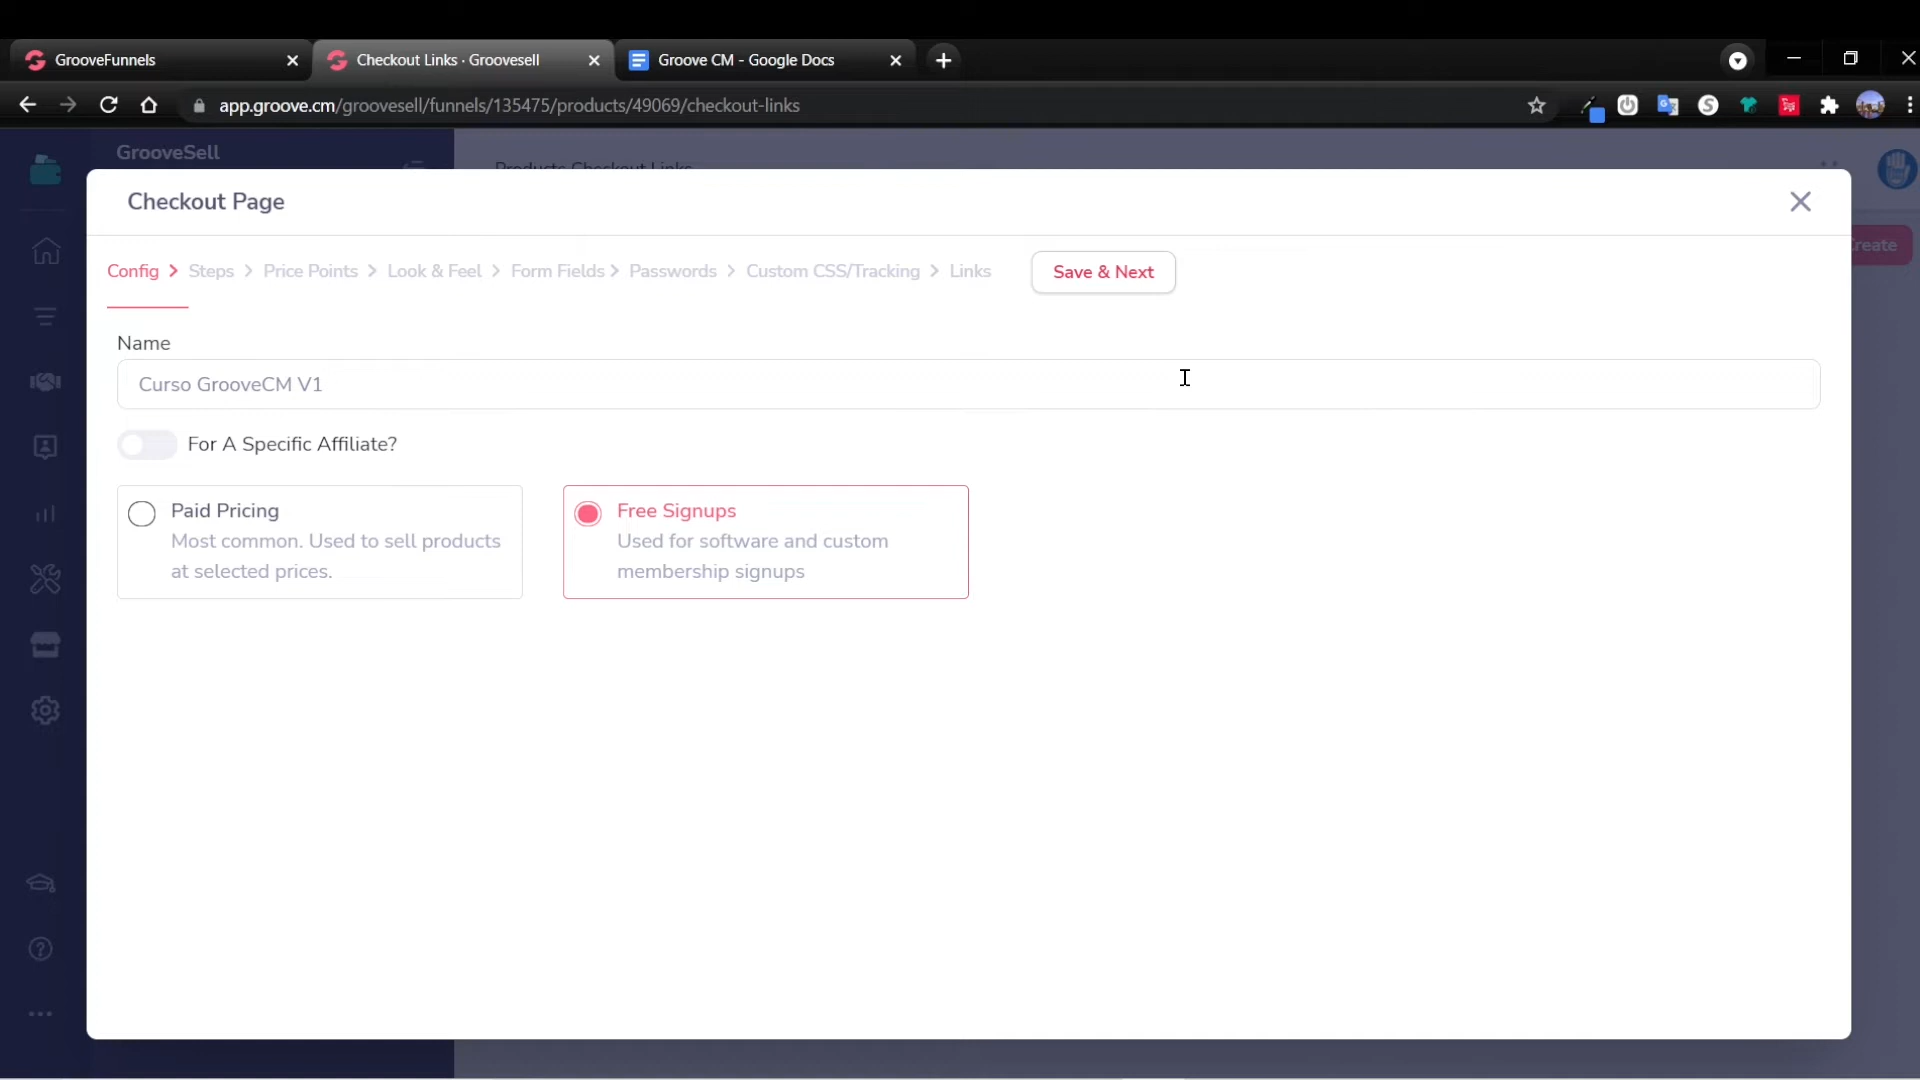 GrooveFunnels
Checkout Links · Groovesell
Groove CM - Google Docs
app.groove.cm/groovesell/funnels/135475/products/49069/checkout-links
GrooveSell
Products Checkout Links
Create
Checkout Page
Config
Steps
Price Points
Look & Feel
Form Fields
Passwords
Custom CSS/Tracking
Links
Save & Next
Name
Curso GrooveCM V1
For A Specific Affiliate?
Paid Pricing
Most common. Used to sell products
at selected prices.
Free Signups
Used for software and custom
membership signups